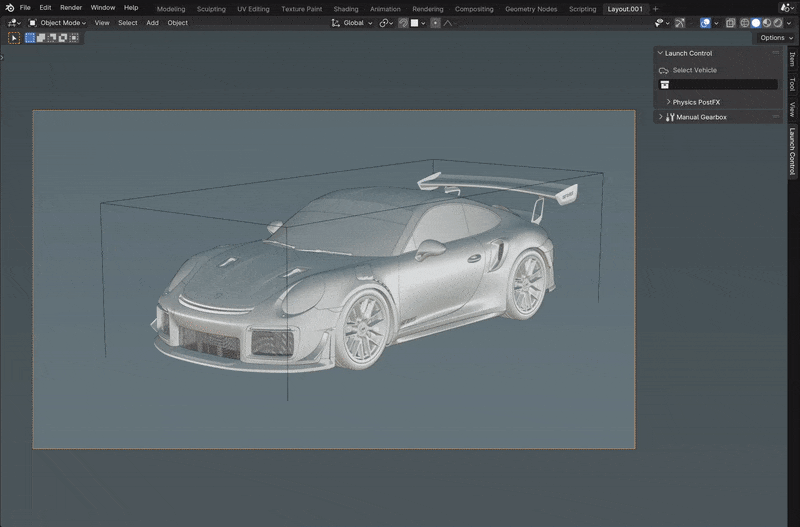 File Edit Render Window Help Modeling Sculpting UV Editing Texture Paint Shading Animation Rendering Compositing Geometry Nodes Scripting Layout.001 +
Object Mode View Select Add Object Global
Options
Launch Control
Select Vehicle
Physics PostFX
Manual Gearbox
Item
Tool
View
Launch Control